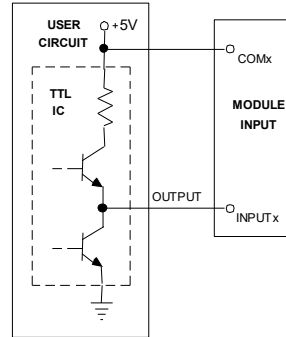 USER
CIRCUIT
+5V
COMx
TTL
IC
MODULE
INPUT
OUTPUT
INPUTx